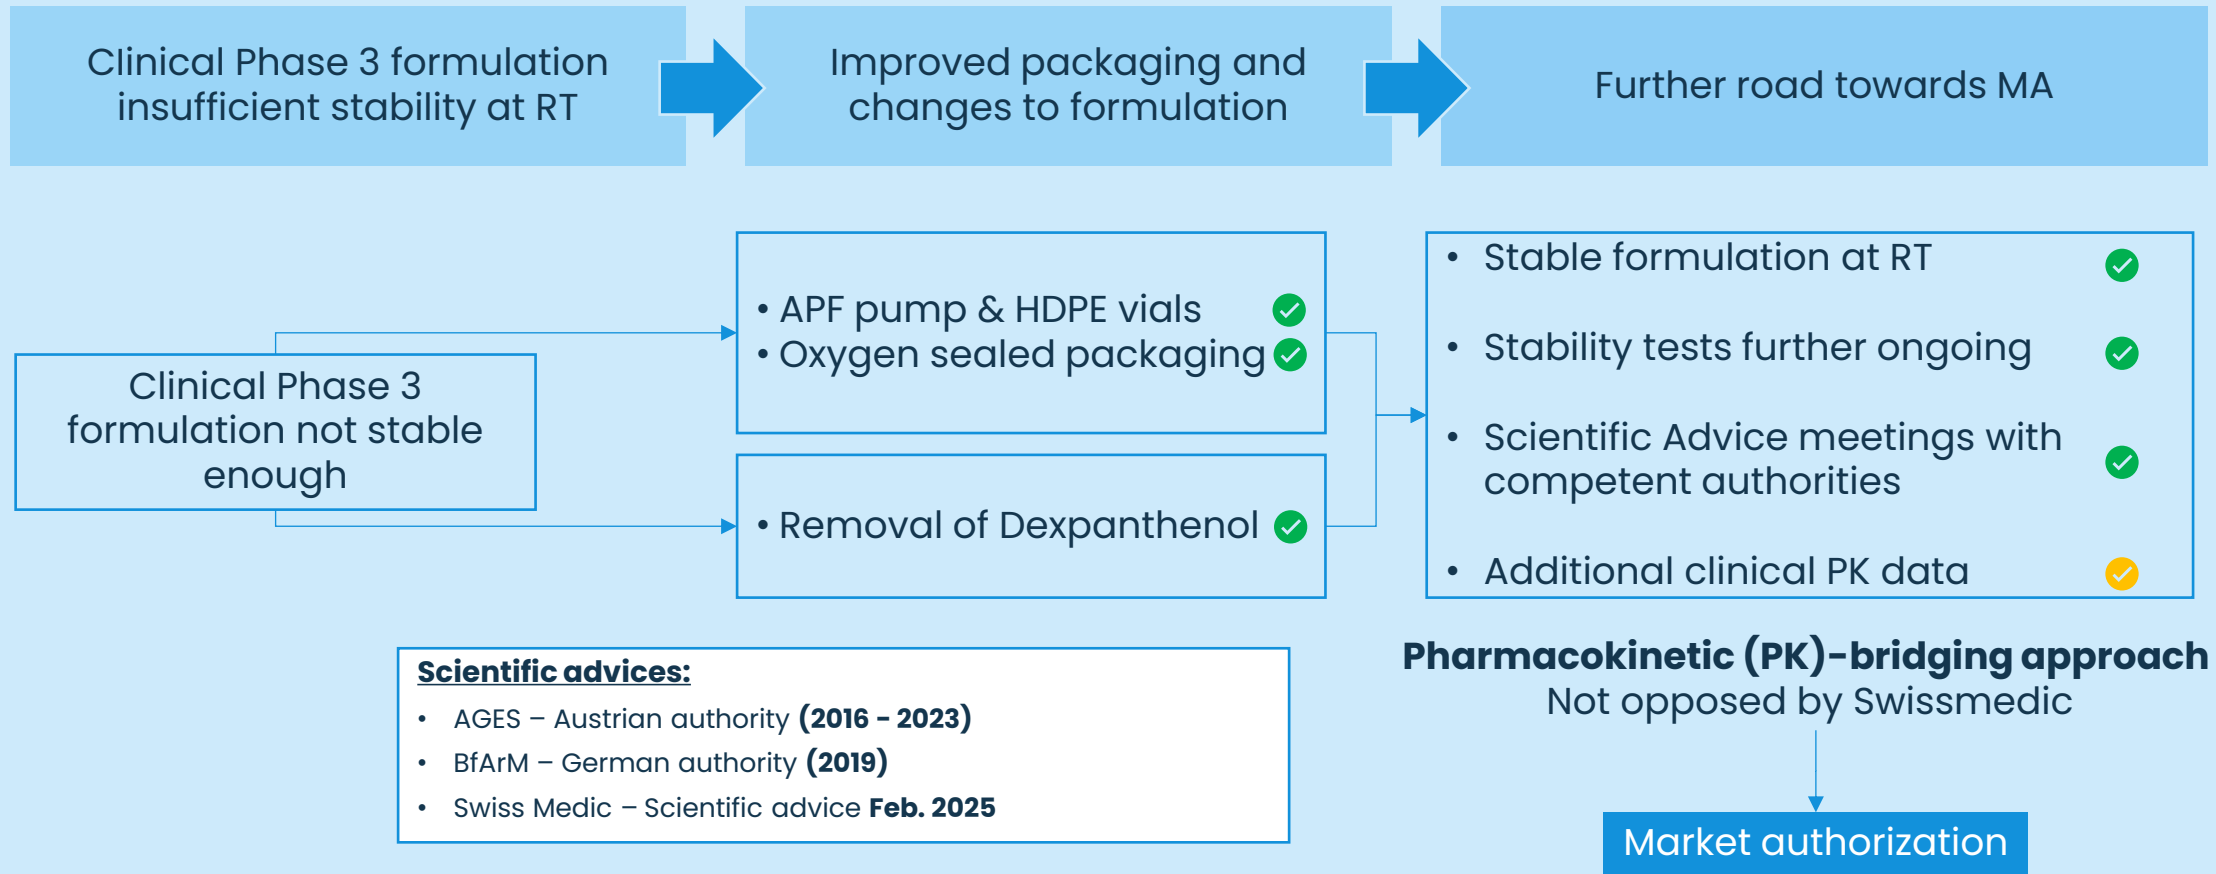 Clinical Phase 3 formulation
insufficient stability at RT
Improved packaging and
changes to formulation
Further road towards MA
Clinical Phase 3
formulation not stable
enough
• APF pump & HDPE vials
• Oxygen sealed packaging
• Removal of Dexpanthenol
• Stable formulation at RT
• Stability tests further ongoing
• Scientific Advice meetings with
competent authorities
• Additional clinical PK data
Scientific advices:
• AGES – Austrian authority (2016 - 2023)
• BfArM – German authority (2019)
• Swiss Medic – Scientific advice Feb. 2025
Pharmacokinetic (PK)-bridging approach
Not opposed by Swissmedic
Market authorization